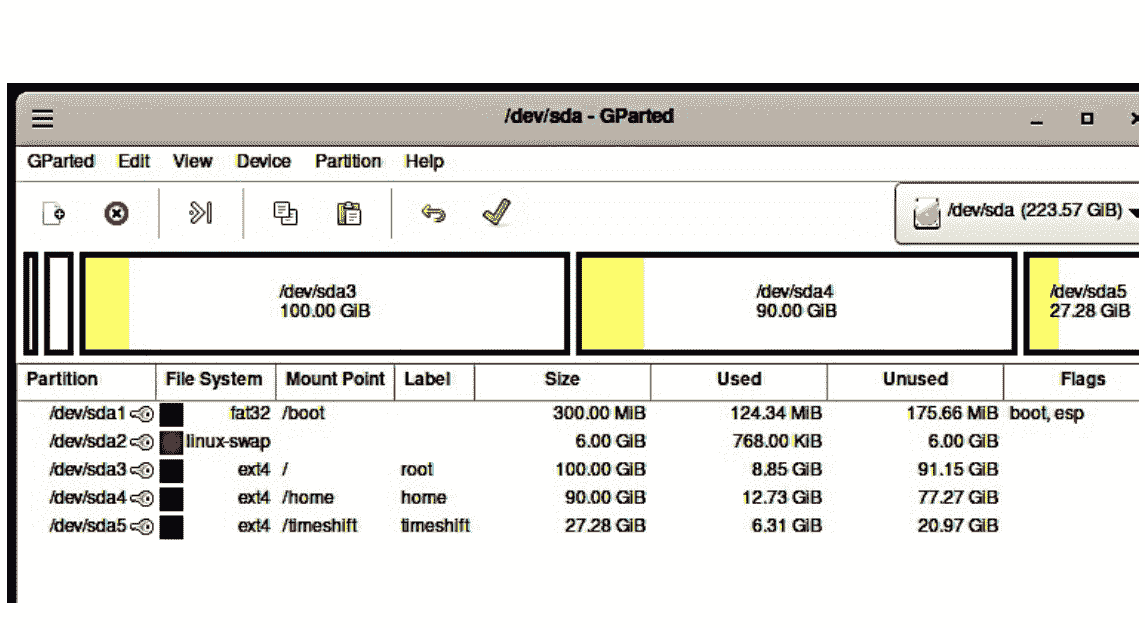 /dev/sda - GParted
GParted Edit View Device Partition Help
/dev/sda (223.57 GiB)
/dev/sda3 /dev/sda4 /dev/sda5
100.00 GiB 90.00 GiB 27.28 GiB
Partition File System Mount Point Label Size Used Unused Flags
/dev/sda1 fat32 /boot 300.00 MiB 124.34 MiB 175.66 MiB boot, esp
/dev/sda2 linux-swap 6.00 GiB 768.00 KiB 6.00 GiB
/dev/sda3 ext4 / root 100.00 GiB 8.85 GiB 91.15 GiB
/dev/sda4 ext4 /home home 90.00 GiB 12.73 GiB 77.27 GiB
/dev/sda5 ext4 /timeshift timeshift 27.28 GiB 6.31 GiB 20.97 GiB